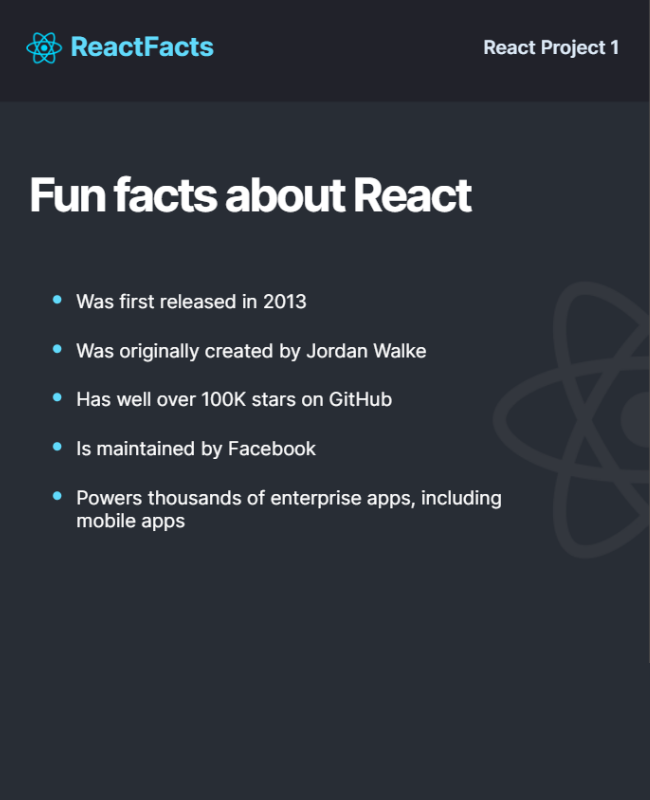 ReactFacts
React Project 1
Fun facts about React
Was first released in 2013
Was originally created by Jordan Walke
Has well over 100K stars on GitHub
Is maintained by Facebook
Powers thousands of enterprise apps, including
mobile apps